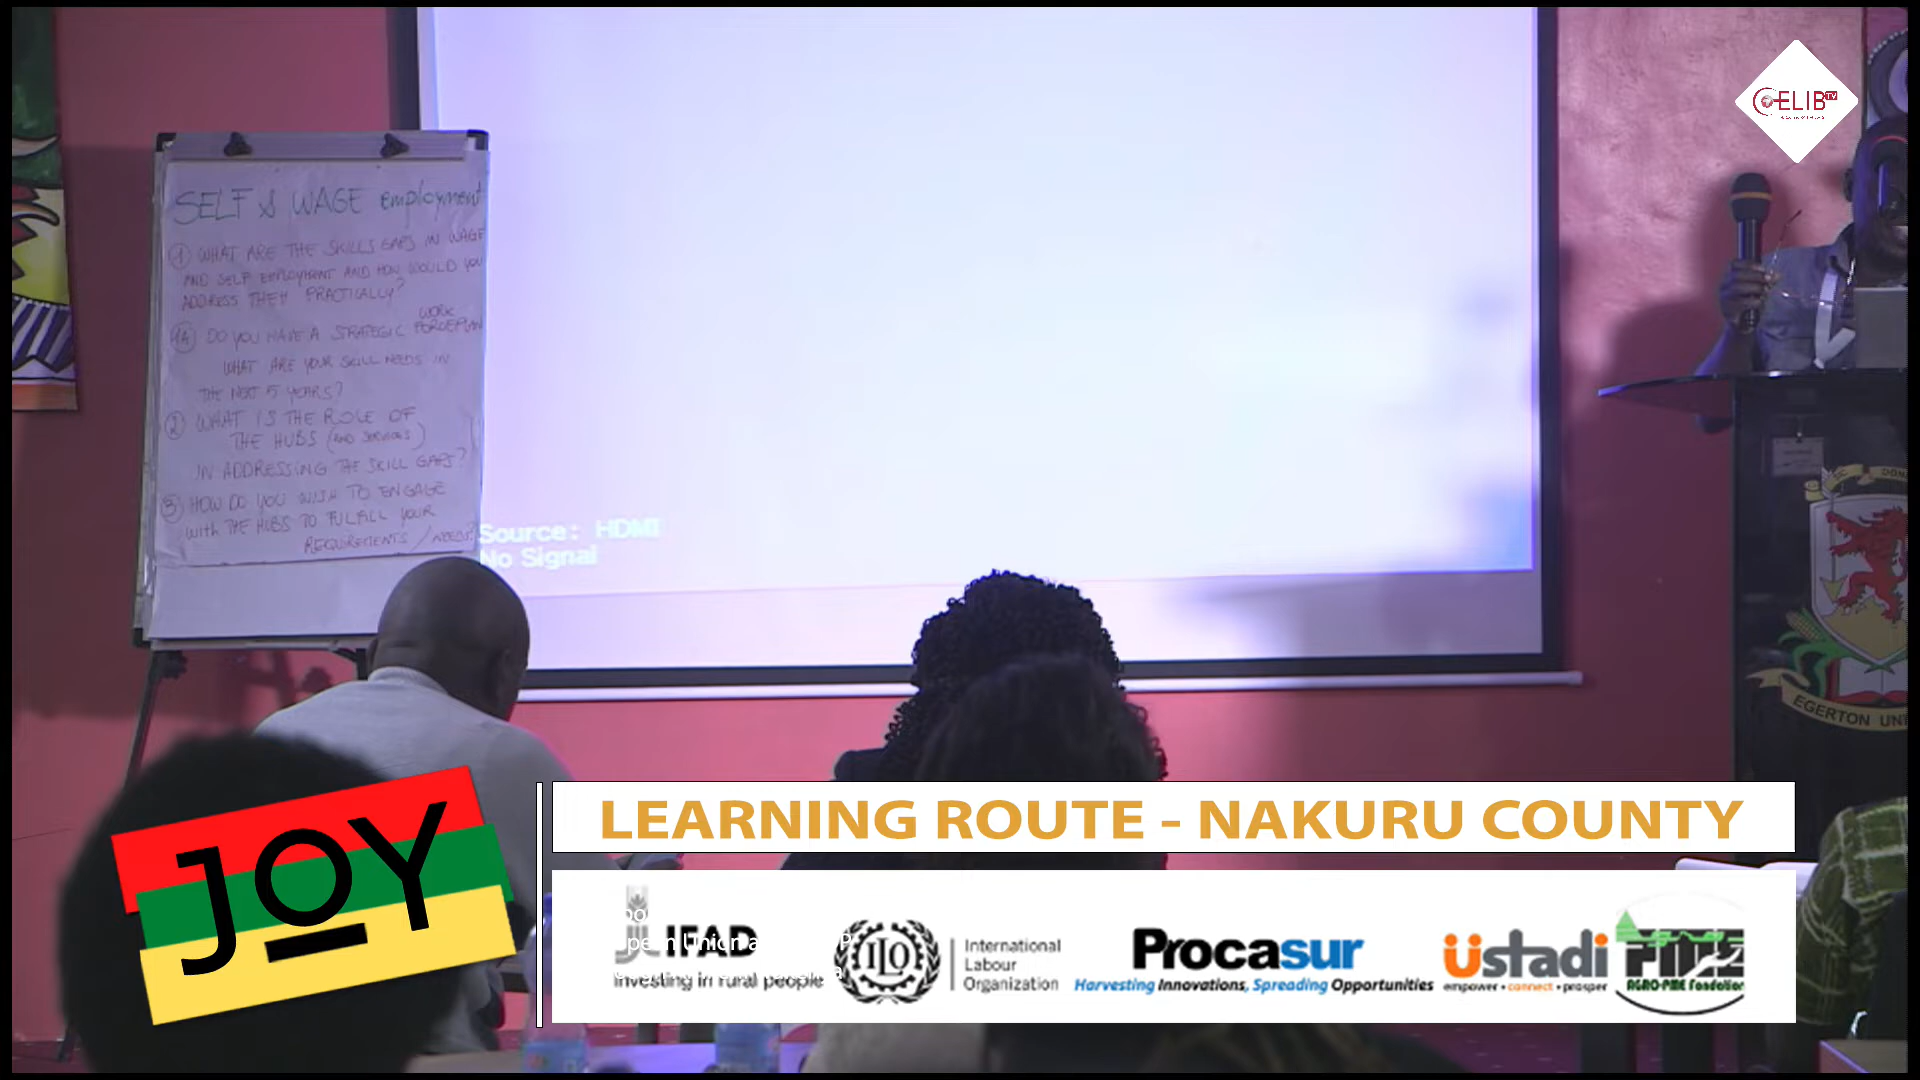 ELIB TV
SELF & WAGE employment
1 WHAT ARE THE SKILLS GAPS IN WAGE
AND SELF EMPLOYMENT AND HOW WOULD YOU
ADDRESS THEM PRACTICALLY?
WORK
1A DO YOU HAVE A STRATEGIC FORCEPLAN
WHAT ARE YOUR SKILL NEEDS IN
THE NEXT 5 YEARS?
2 WHAT IS THE ROLE OF
THE HUBS (AND SERVICES)
IN ADDRESSING THE SKILL GAPS?
3 HOW DO YOU WISH TO ENGAGE
with THE HUBS TO FULFILL YOUR
REQUIREMENTS / NEEDS?
Source: HDMI
No Signal
EGERTON UNI
JOY
LEARNING ROUTE - NAKURU COUNTY
IFAD
Investing in rural people
ILO
International
Labour
Organization
Procasur
Harvesting Innovations, Spreading Opportunities
Ustadi
empower • connect • prosper
AGRO-PME Fondation